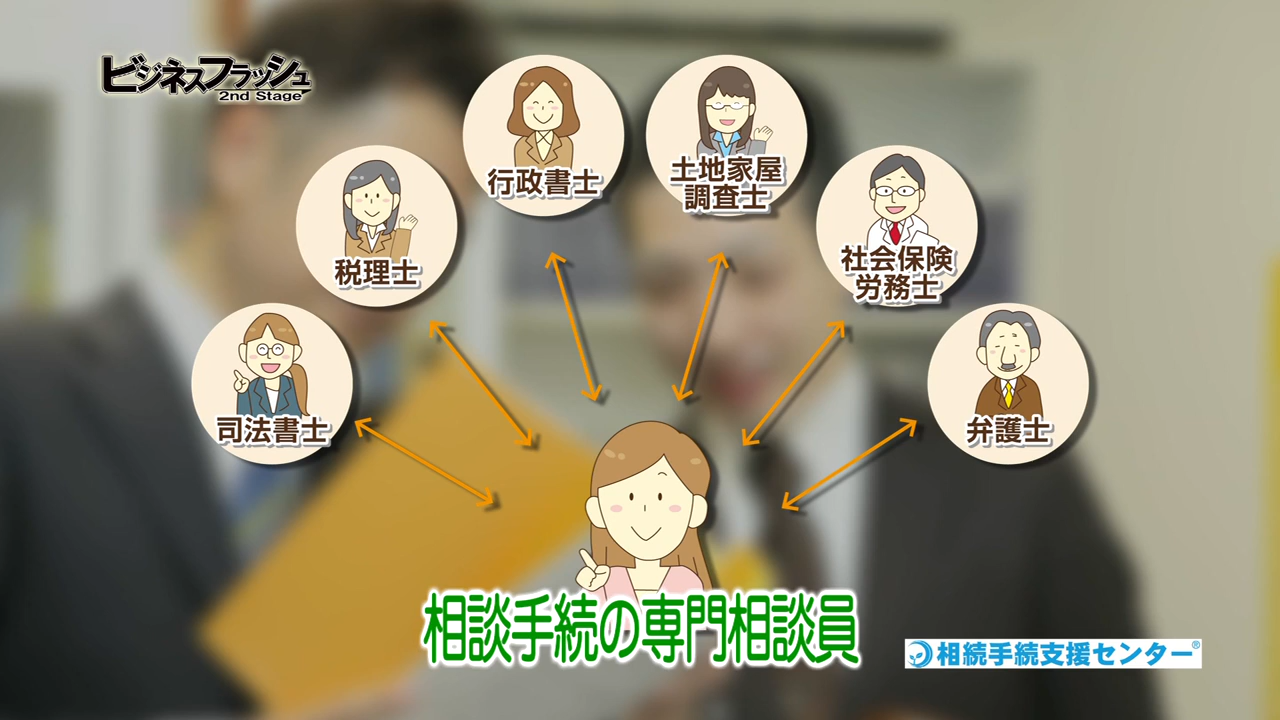 ビジネスフラッシュ
2nd Stage
行政書士
土地家屋
調査士
税理士
社会保険
労務士
司法書士
弁護士
相談手続の専門相談員
相続手続支援センター®